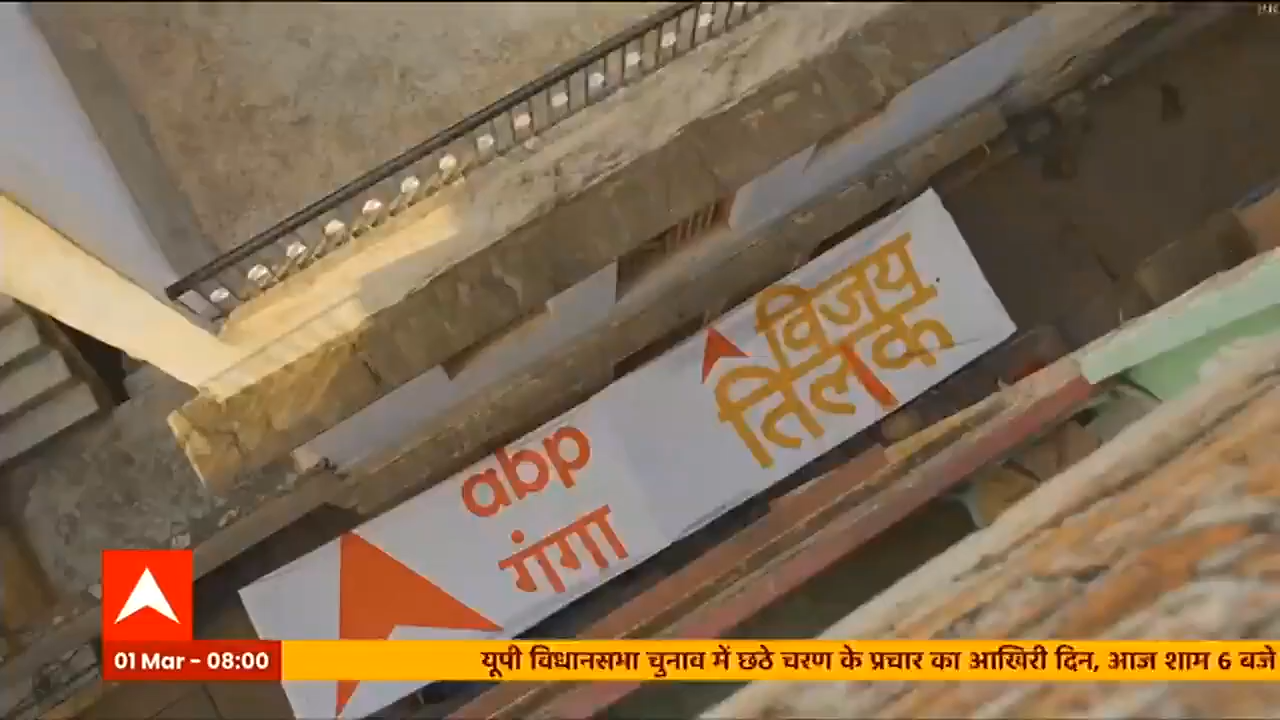 विजय
तिलक
abp
गंगा
01 Mar - 08:00
यूपी विधानसभा चुनाव में छठे चरण के प्रचार का आखिरी दिन, आज शाम 6 बजे